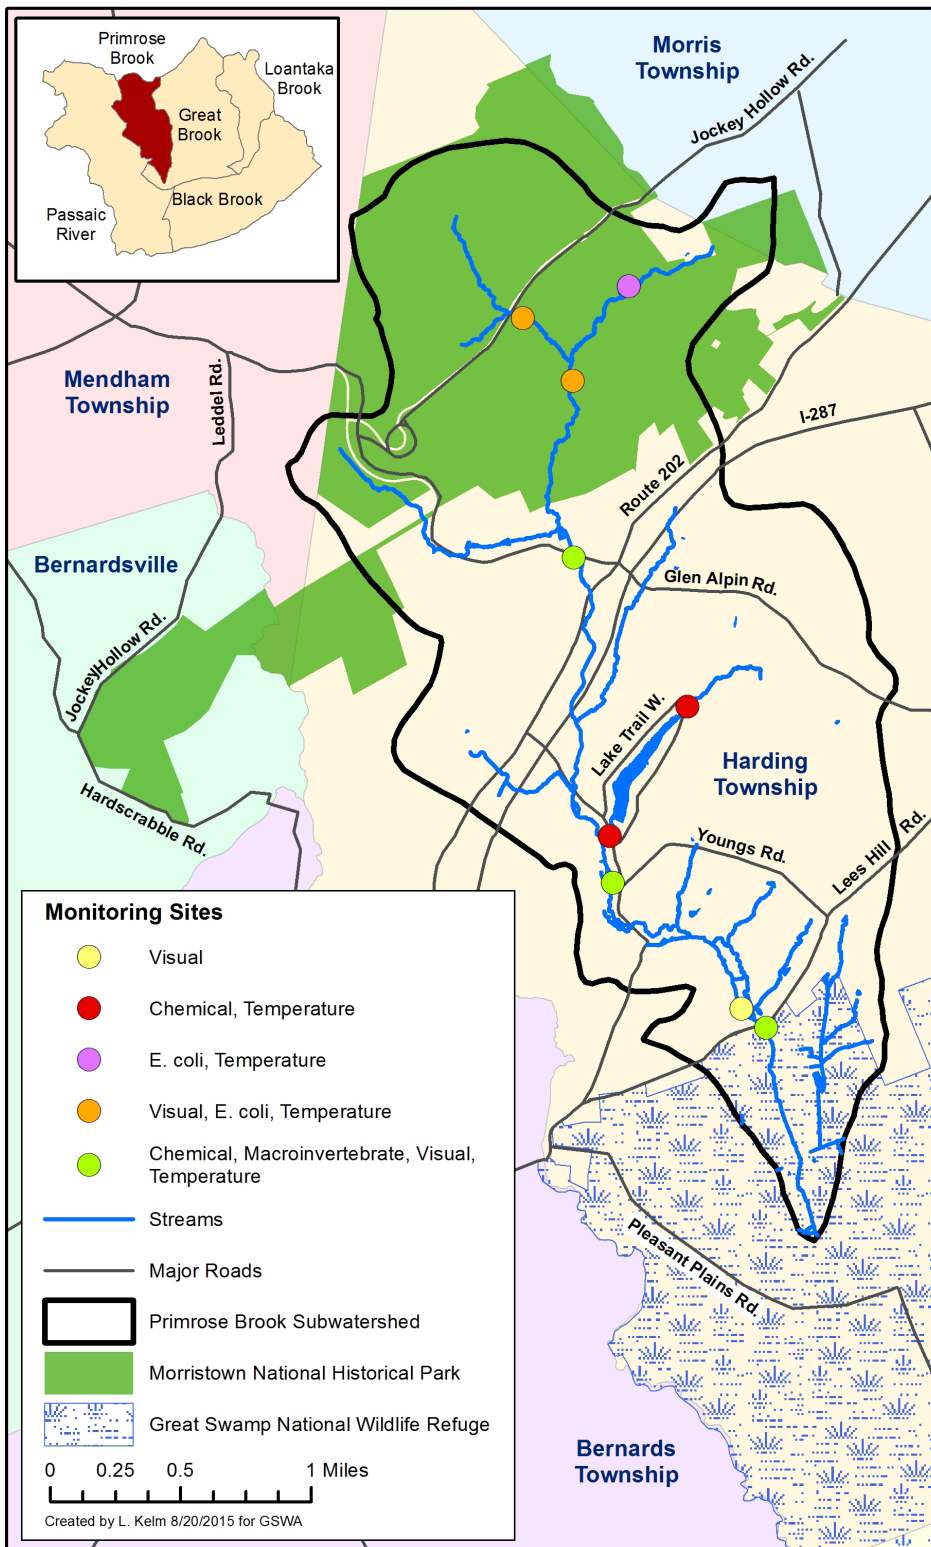 Primrose
Brook
Loantaka
Brook
Great
Brook
Black Brook
Passaic
River
Morris
Township
Jockey Hollow Rd.
Mendham
Township
Leddel Rd.
I-287
Route 202
Bernardsville
Glen Alpin Rd.
Jockey Hollow Rd.
Lake Trail W.
Harding
Township
Hardscrabble Rd.
Youngs Rd.
Lees Hill Rd.
Monitoring Sites
Visual
Chemical, Temperature
E. coli, Temperature
Visual, E. coli, Temperature
Chemical, Macroinvertebrate, Visual,
Temperature
Streams
Major Roads
Primrose Brook Subwatershed
Morristown National Historical Park
Great Swamp National Wildlife Refuge
0 0.25 0.5 1 Miles
Created by L. Kelm 8/20/2015 for GSWA
Pleasant Plains Rd.
Bernards
Township